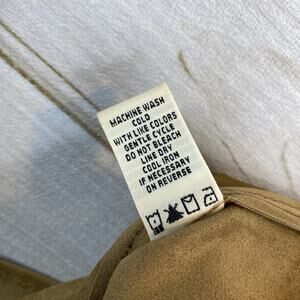 MACHINE WASH
COLD
WITH LIKE COLORS
GENTLE CYCLE
DO NOT BLEACH
LINE DRY
COOL IRON
IF NECESSARY
ON REVERSE